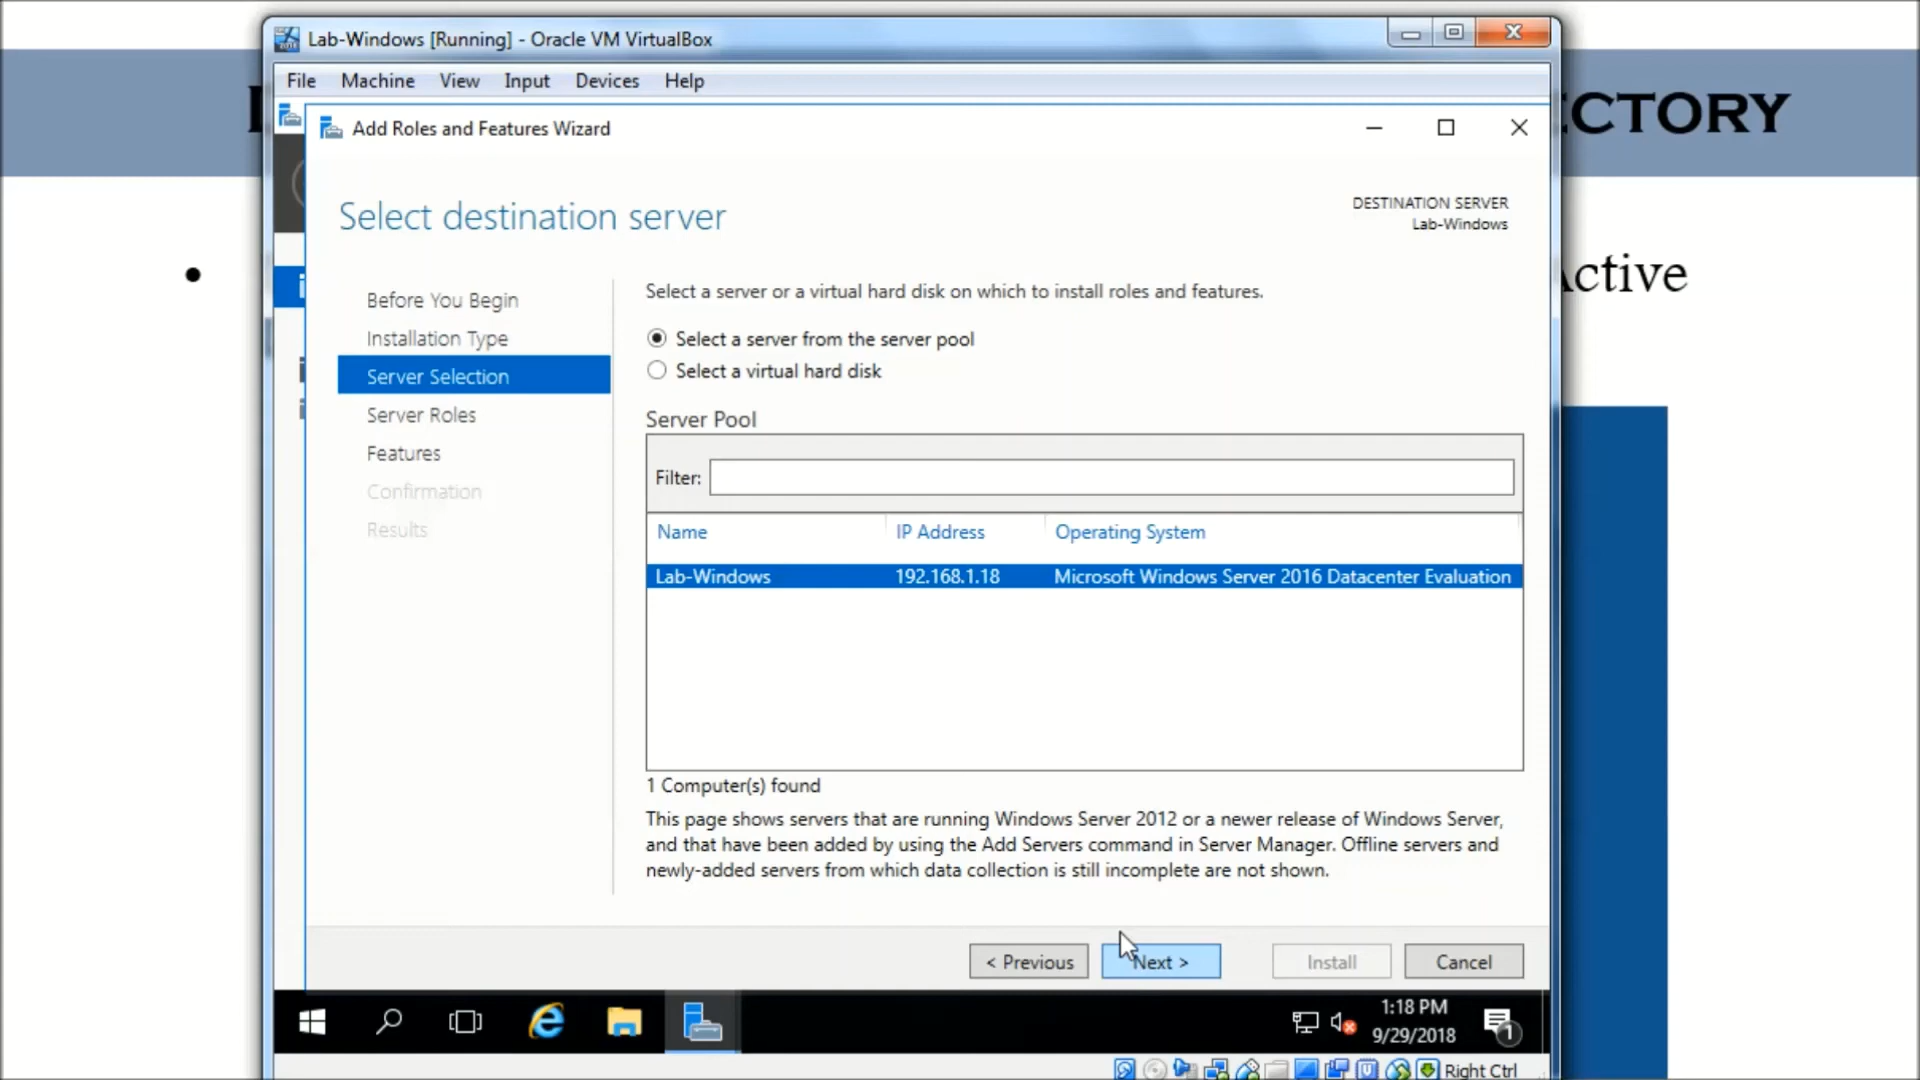 Lab-Windows [Running] - Oracle VM VirtualBox
File Machine View Input Devices Help
ECTORY
Add Roles and Features Wizard
Select destination server
DESTINATION SERVER
Lab-Windows
Active
Before You Begin
Installation Type
Server Selection
Server Roles
Features
Confirmation
Results
Select a server or a virtual hard disk on which to install roles and features.
Select a server from the server pool
Select a virtual hard disk
Server Pool
Filter:
Name IP Address Operating System
Lab-Windows 192.168.1.18 Microsoft Windows Server 2016 Datacenter Evaluation
1 Computer(s) found
This page shows servers that are running Windows Server 2012 or a newer release of Windows Server,
and that have been added by using the Add Servers command in Server Manager. Offline servers and
newly-added servers from which data collection is still incomplete are not shown.
< Previous Next > Install Cancel
1:18 PM
9/29/2018
1
Right Ctrl